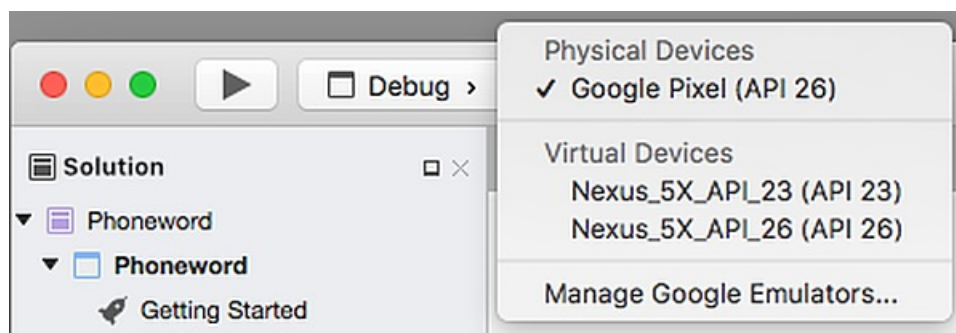 Debug ›
Physical Devices
✓ Google Pixel (API 26)
Virtual Devices
Nexus_5X_API_23 (API 23)
Nexus_5X_API_26 (API 26)
Manage Google Emulators...
Solution
Phoneword
Phoneword
Getting Started